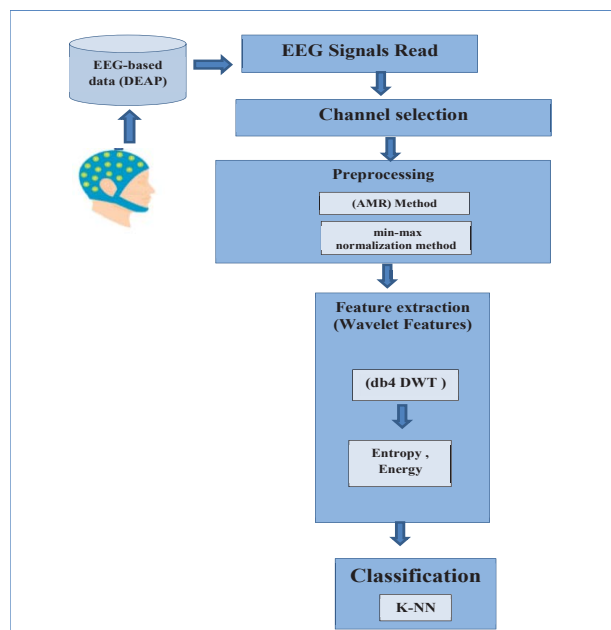 EEG-based
data (DEAP)
EEG Signals Read
Channel selection
Preprocessing
(AMR) Method
min-max
normalization method
Feature extraction
(Wavelet Features)
(db4 DWT )
Entropy ,
Energy
Classification
K-NN